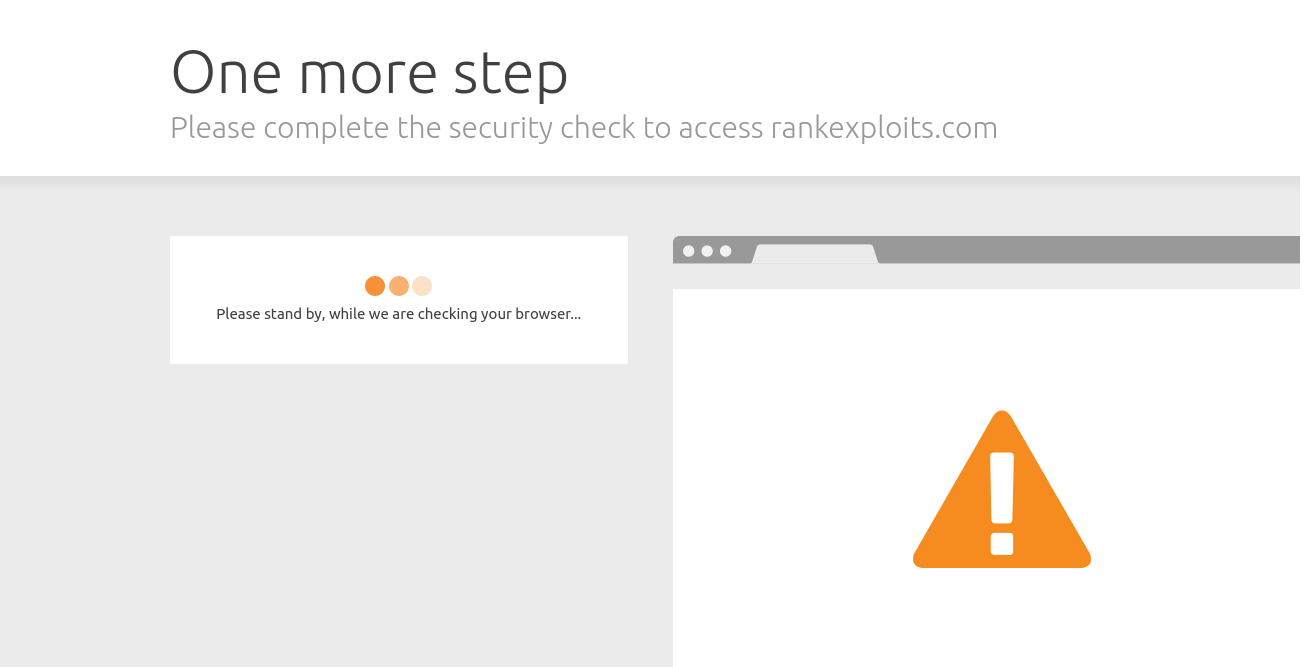 One more step
Please complete the security check to access rankexploits.com
Please stand by, while we are checking your browser...